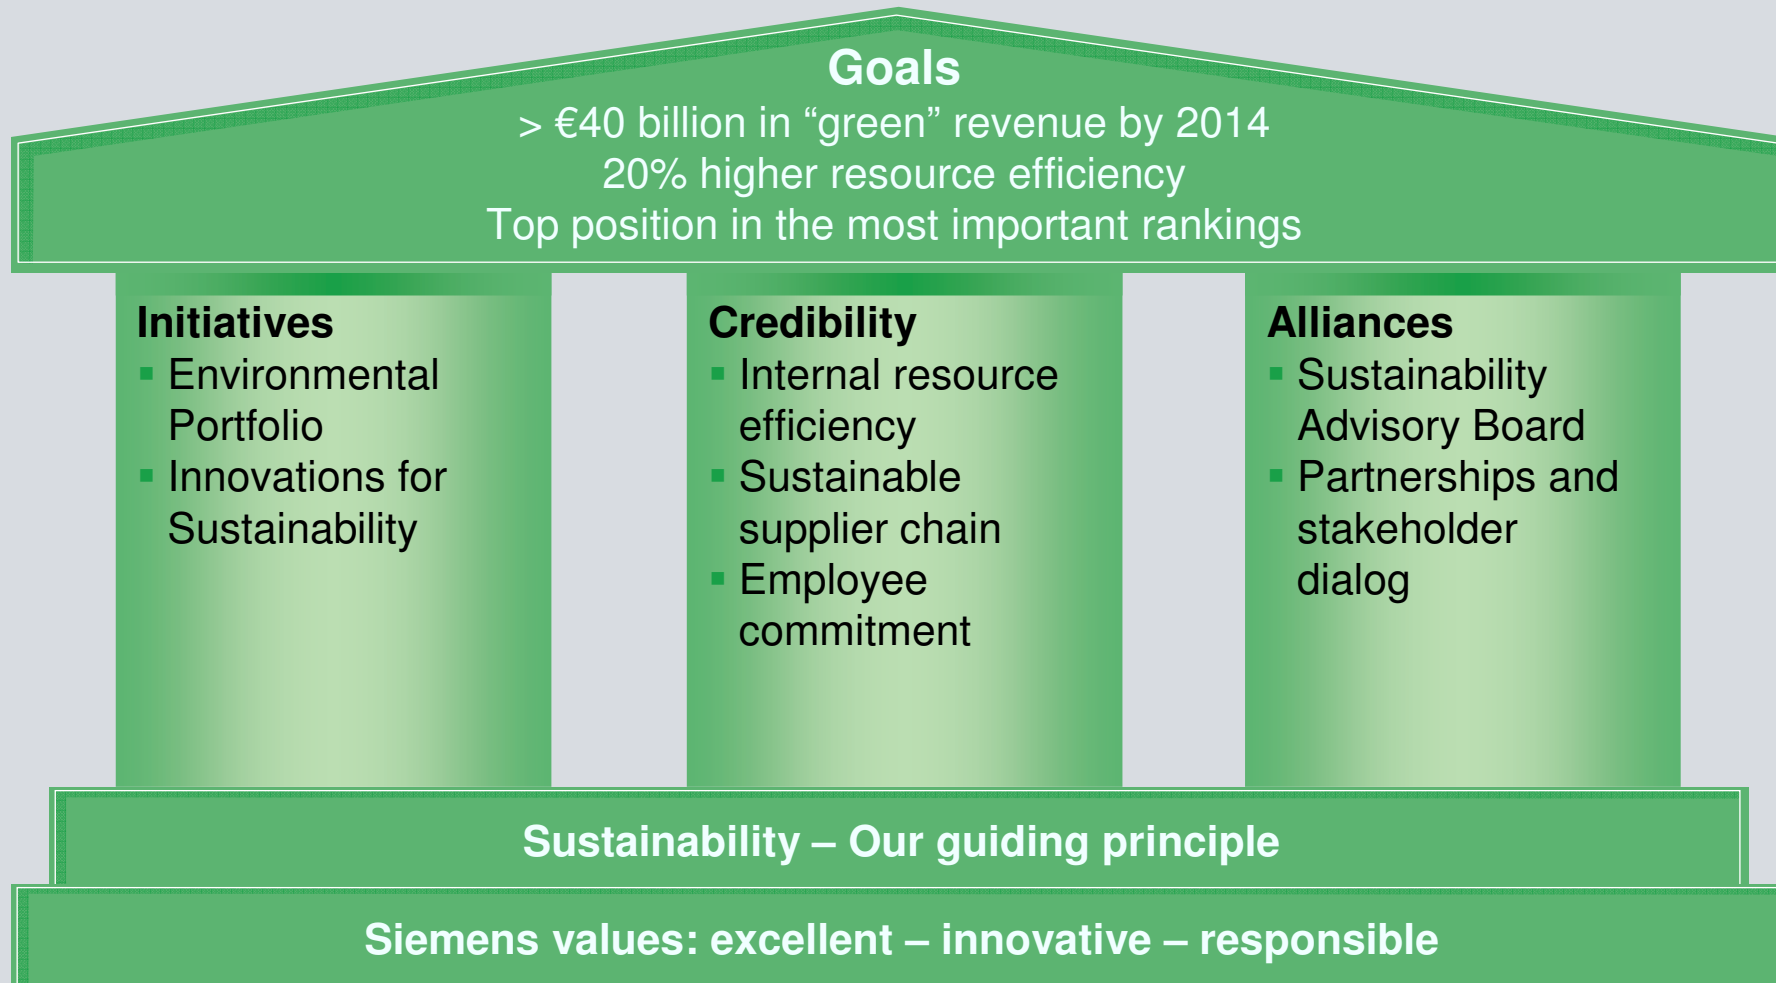 Goals
> €40 billion in “green” revenue by 2014
20% higher resource efficiency
Top position in the most important rankings
Initiatives
▪ Environmental
Portfolio
▪ Innovations for
Sustainability
Credibility
▪ Internal resource
efficiency
▪ Sustainable
supplier chain
▪ Employee
commitment
Alliances
▪ Sustainability
Advisory Board
▪ Partnerships and
stakeholder
dialog
Sustainability – Our guiding principle
Siemens values: excellent – innovative – responsible